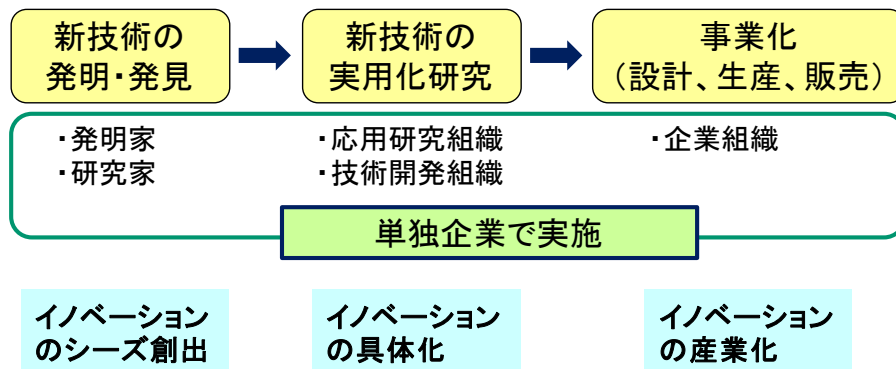 新技術の
発明・発見
新技術の
実用化研究
事業化
（設計、生産、販売）
・発明家
・研究家
・応用研究組織
・技術開発組織
・企業組織
単独企業で実施
イノベーション
のシーズ創出
イノベーション
の具体化
イノベーション
の産業化